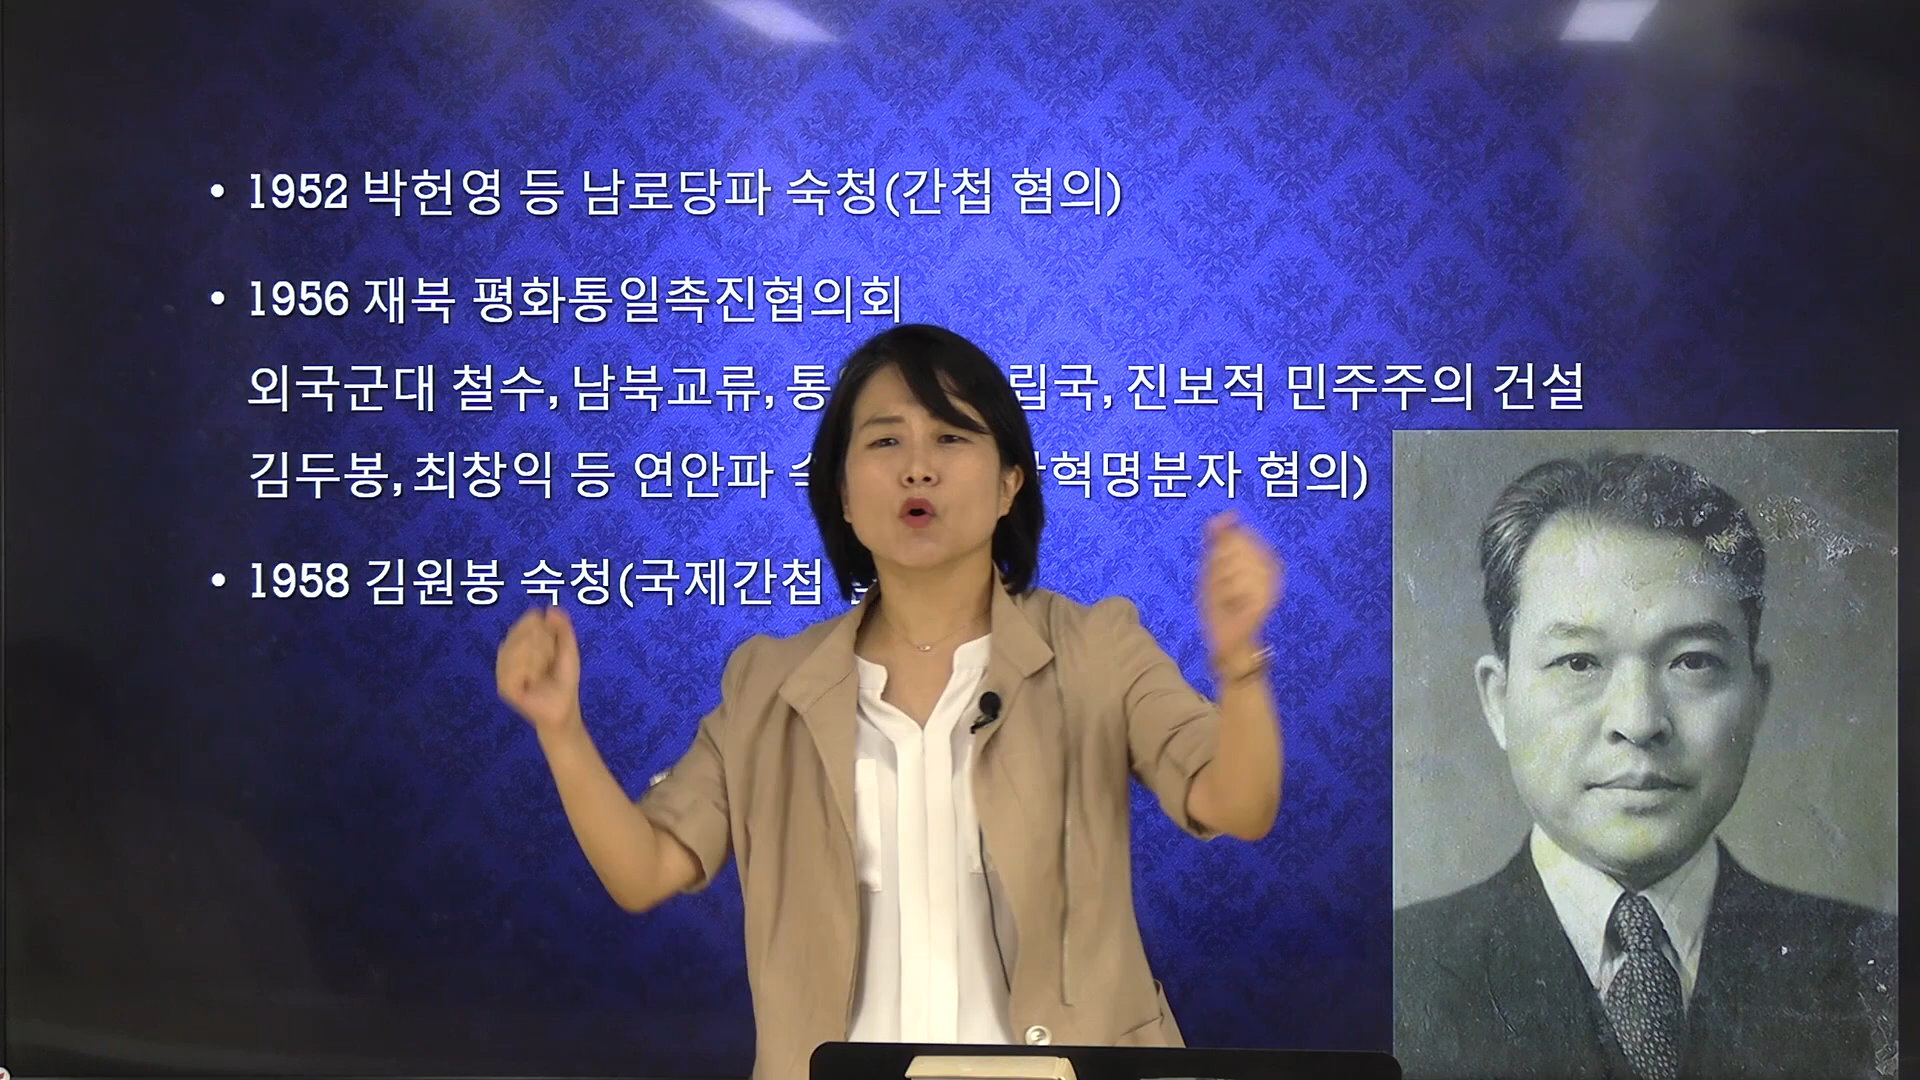 • 1952 박헌영 등 남로당파 숙청(간첩 혐의)
• 1956 재북 평화통일촉진협의회
외국군대 철수, 남북교류, 통 립국, 진보적 민주주의 건설
김두봉, 최창익 등 연안파 혁명분자 혐의)
• 1958 김원봉 숙청(국제간첩